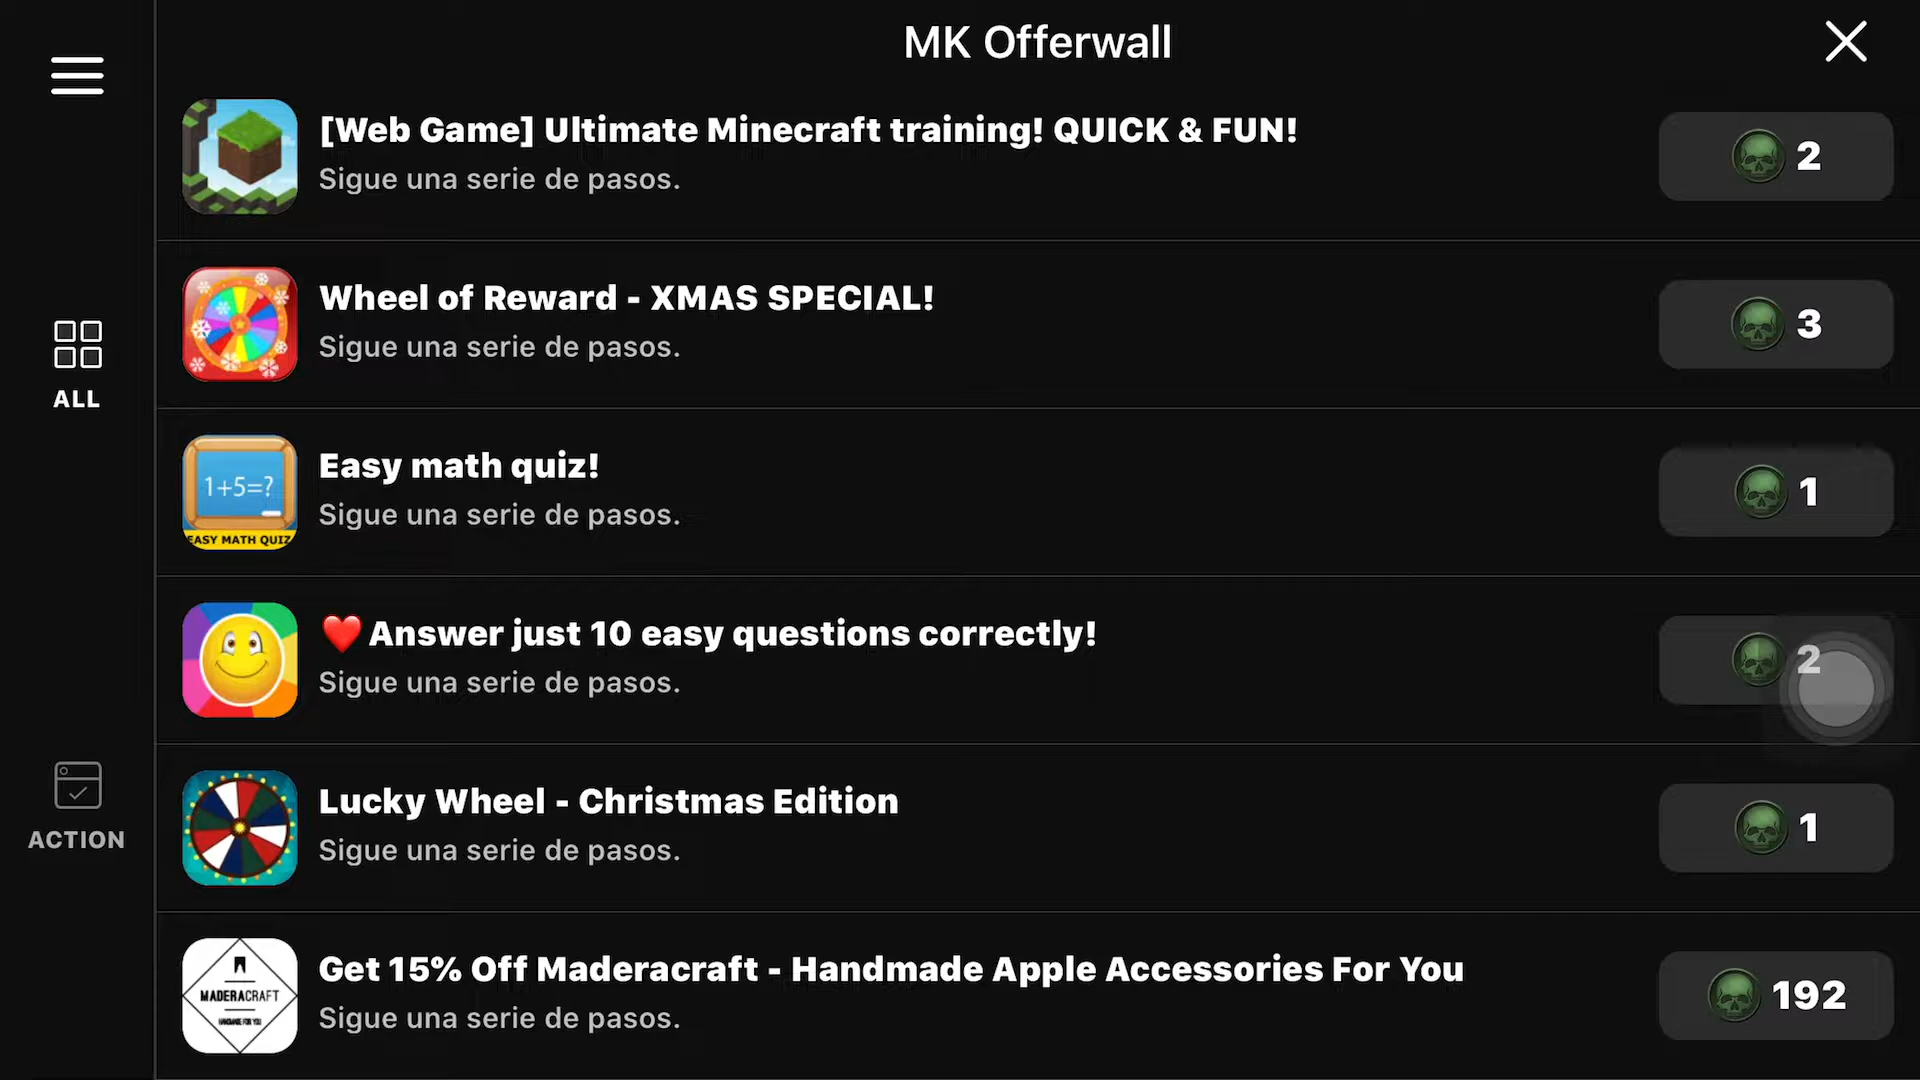 MK Offerwall
[Web Game] Ultimate Minecraft training! QUICK & FUN!
Sigue una serie de pasos.
2
Wheel of Reward - XMAS SPECIAL!
Sigue una serie de pasos.
3
ALL
1+5=?
EASY MATH QUIZ
Easy math quiz!
Sigue una serie de pasos.
1
❤️Answer just 10 easy questions correctly!
Sigue una serie de pasos.
2
ACTION
Lucky Wheel - Christmas Edition
Sigue una serie de pasos.
1
MADERACRAFT
HANDMADE FOR YOU
Get 15% Off Maderacraft - Handmade Apple Accessories For You
Sigue una serie de pasos.
192